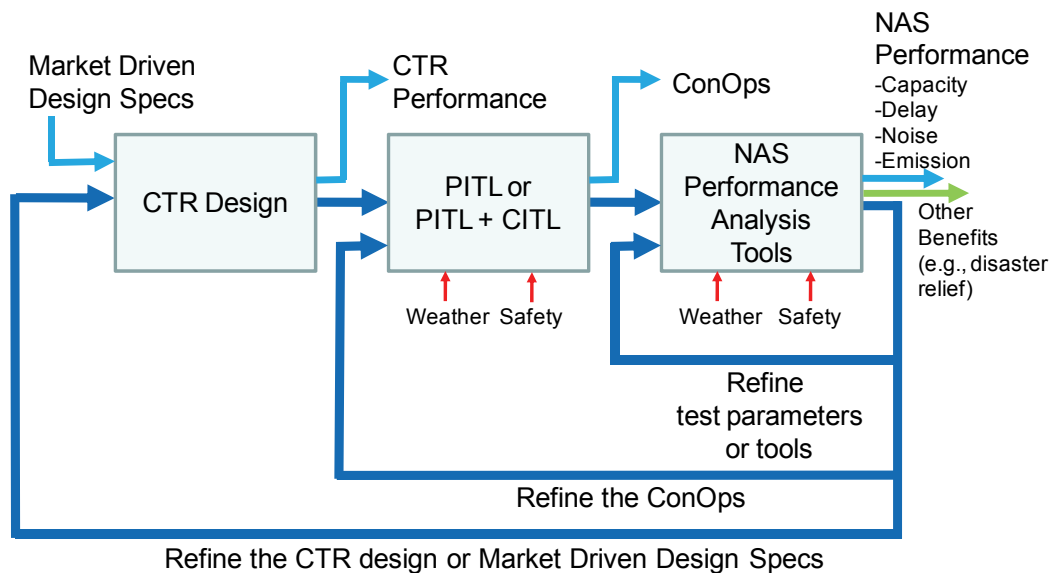 Market Driven
Design Specs
CTR
Performance
ConOps
NAS
Performance
-Capacity
-Delay
-Noise
-Emission
CTR Design
PITL or
PITL + CITL
NAS
Performance
Analysis
Tools
Other
Benefits
(e.g., disaster
relief)
Weather Safety
Weather Safety
Refine
test parameters
or tools
Refine the ConOps
Refine the CTR design or Market Driven Design Specs